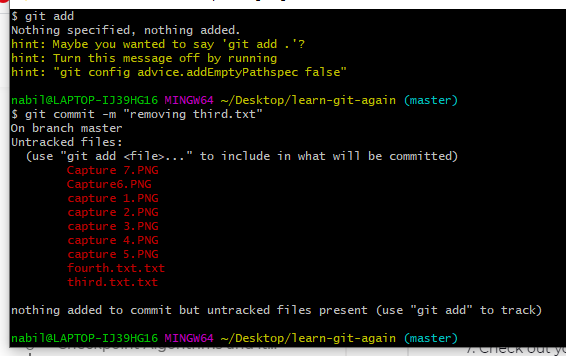 $ git add
Nothing specified, nothing added.
hint: Maybe you wanted to say 'git add .'?
hint: Turn this message off by running
hint: "git config advice.addEmptyPathspec false"
nabil@LAPTOP-IJ39HG16 MINGW64 ~/Desktop/learn-git-again (master)
$ git commit -m "removing third.txt"
On branch master
Untracked files:
(use "git add <file>..." to include in what will be committed)
Capture 7.PNG
Capture6.PNG
capture 1.PNG
capture 2.PNG
capture 3.PNG
capture 4.PNG
capture 5.PNG
fourth.txt.txt
third.txt.txt
nothing added to commit but untracked files present (use "git add" to track)
nabil@LAPTOP-IJ39HG16 MINGW64 ~/Desktop/learn-git-again (master)
7. Check out yo